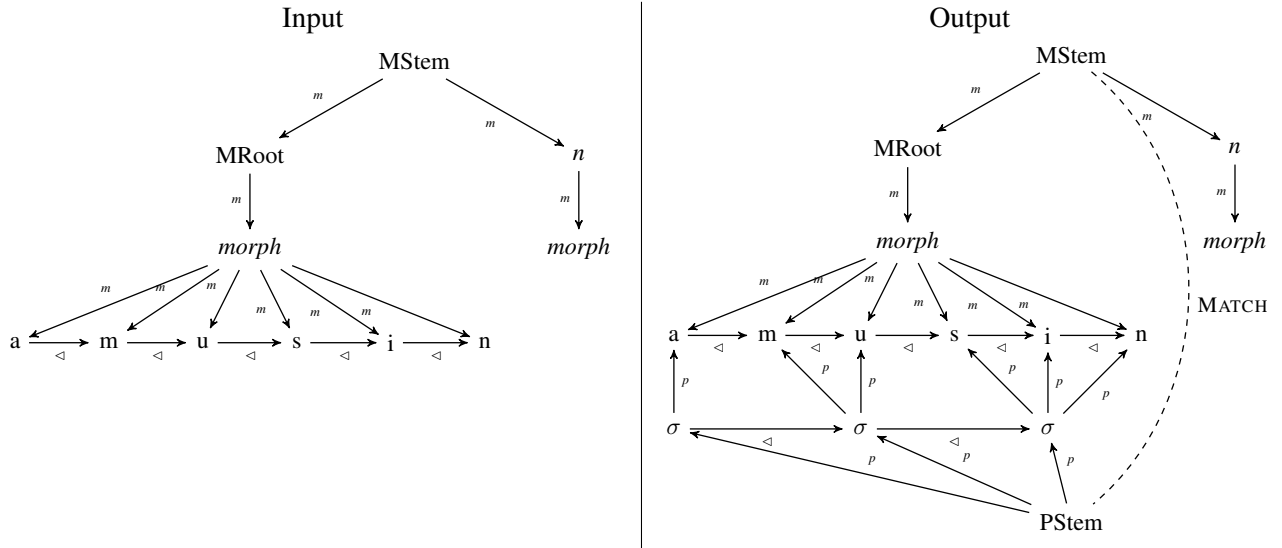 Input
MStem
m
m
MRoot
n
m
m
morph
morph
m m m m m m
a m u s i n
◁ ◁ ◁ ◁ ◁
Output
MStem
m
m
MRoot
n
m
m
morph
morph
m m m m m
MATCH
a m u s i n
◁ ◁ ◁ ◁ ◁
p p p p p p
σ σ σ
◁ ◁
p p p
PStem